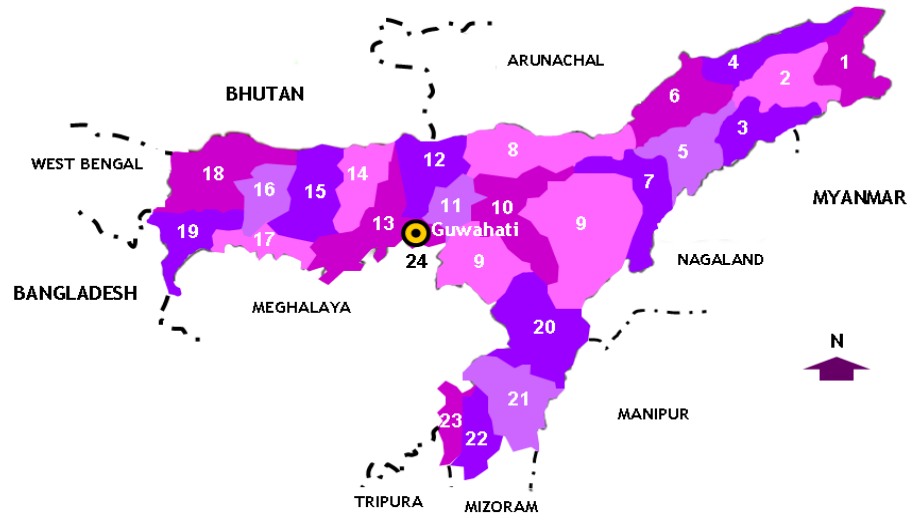 ARUNACHAL
BHUTAN
WEST BENGAL
MYANMAR
BANGLADESH
MEGHALAYA
NAGALAND
MANIPUR
TRIPURA
MIZORAM
Guwahati
N
1
2
3
4
5
6
7
8
9
9
10
11
12
13
14
15
16
17
18
19
20
21
22
23
24